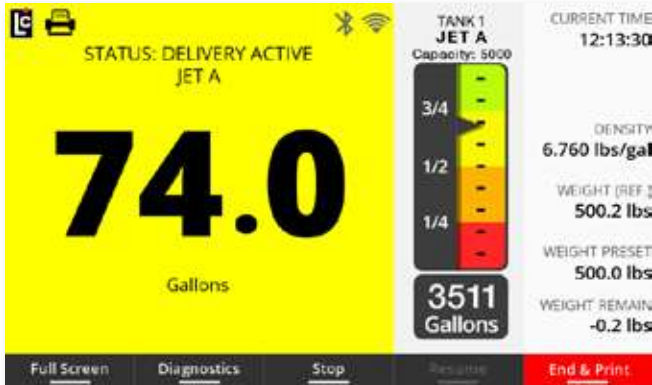 LC
STATUS: DELIVERY ACTIVE
JET A
74.0
Gallons
TANK 1
JET A
Capacity: 5000
3/4
1/2
1/4
3511
Gallons
CURRENT TIME
12:13:30
DENSITY
6.760 lbs/gal
WEIGHT (REF.)
500.2 lbs
WEIGHT PRESET
500.0 lbs
WEIGHT REMAIN
-0.2 lbs
Full Screen
Diagnostics
Stop
Resume
End & Print